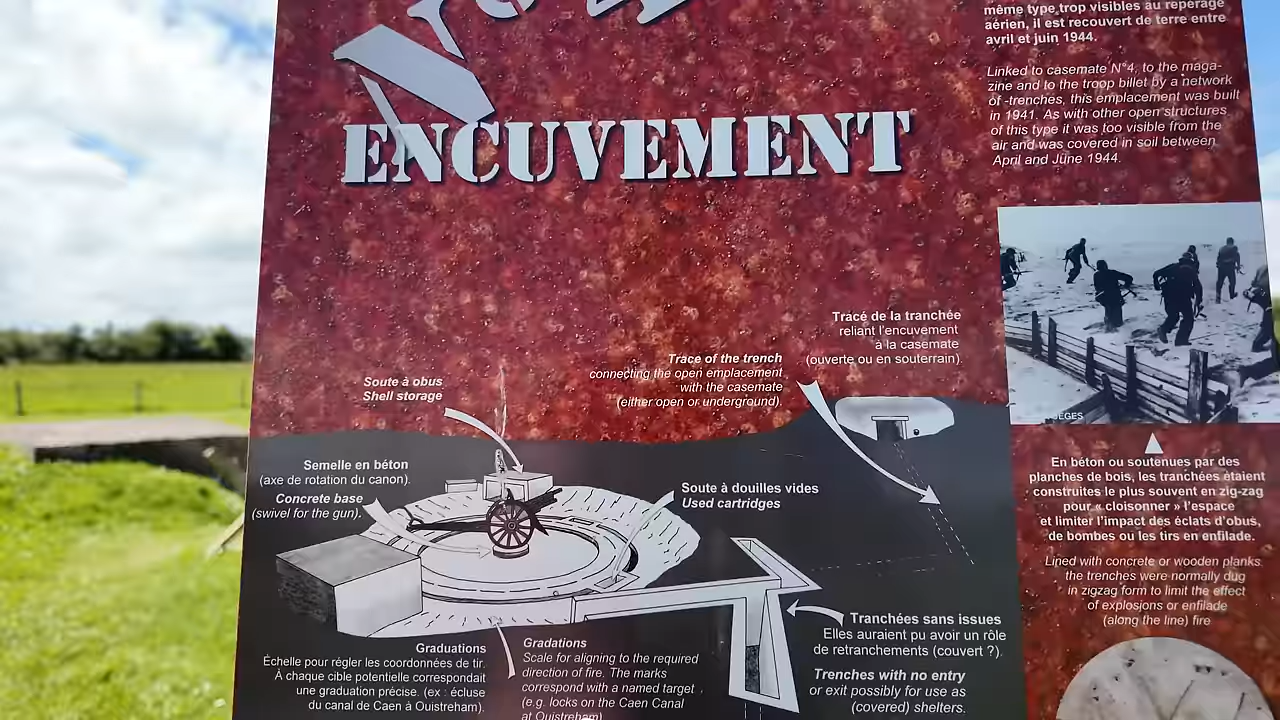 N
ENCUVEMENT
même type,trop visibles au repérage
aérien, il est recouvert de terre entre
avril et juin 1944.
Linked to casemate N°4, to the maga-
zine and to the troop billet by a network
of -trenches, this emplacement was built
in 1941. As with other open structures
of this type it was too visible from the
air and was covered in soil between
April and June 1944.
Tracé de la tranchée
reliant l'encuvement
à la casemate
(ouverte ou en souterrain).
Trace of the trench
connecting the open emplacement
with the casemate
(either open or underground).
Soute à obus
Shell storage
Semelle en béton
(axe de rotation du canon).
Concrete base
(swivel for the gun).
Soute à douilles vides
Used cartridges
Tranchées sans issues
Elles auraient pu avoir un rôle
de retranchements (couvert ?).
Trenches with no entry
or exit possibly for use as
(covered) shelters.
Graduations
Échelle pour régler les coordonnées de tir.
À chaque cible potentielle correspondait
une graduation précise. (ex : écluse
du canal de Caen à Ouistreham).
Gradations
Scale for aligning to the required
direction of fire. The marks
correspond with a named target
(e.g. locks on the Caen Canal
at Ouistreham)
En béton ou soutenues par des
planches de bois, les tranchées étaient
construites le plus souvent en zig-zag
pour « cloisonner » l'espace
et limiter l'impact des éclats d'obus,
de bombes ou les tirs en enfilade.
Lined with concrete or wooden planks
the trenches were normally dug
in zigzag form to limit the effect
of explosions or enfilade
(along the line) fire